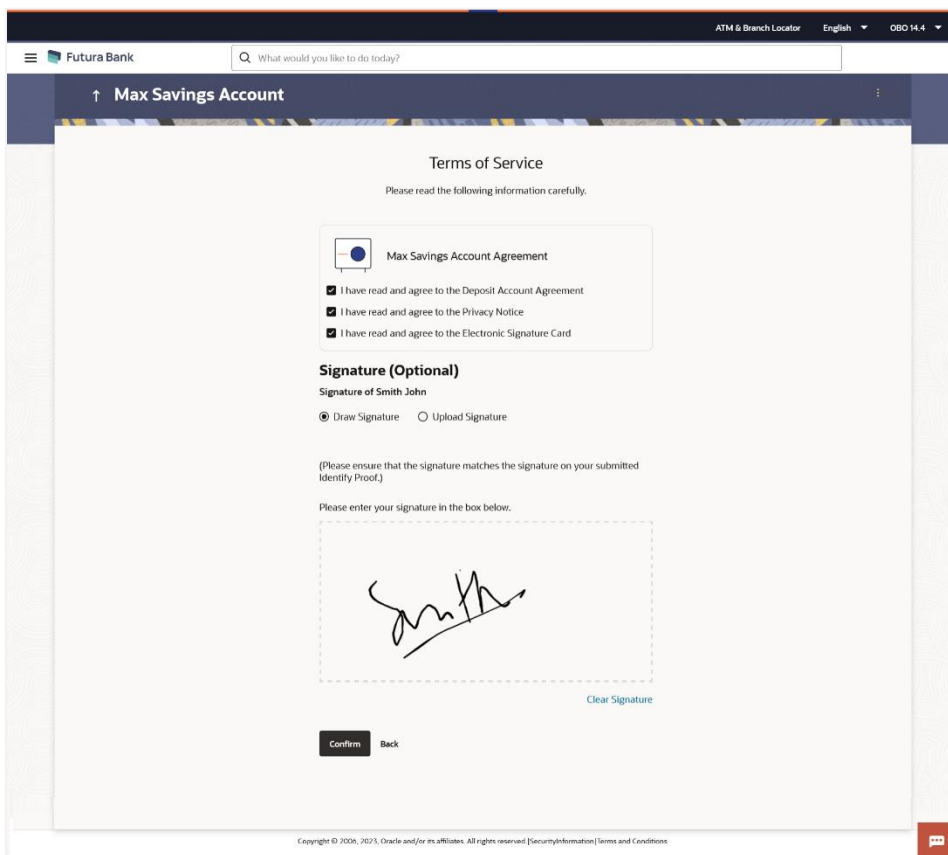 ATM & Branch Locator English OBO 14.4
Futura Bank What would you like to do today?
Max Savings Account
Terms of Service
Please read the following information carefully.
Max Savings Account Agreement
I have read and agree to the Deposit Account Agreement
I have read and agree to the Privacy Notice
I have read and agree to the Electronic Signature Card
Signature (Optional)
Signature of Smith John
Draw Signature Upload Signature
(Please ensure that the signature matches the signature on your submitted
Identify Proof.)
Please enter your signature in the box below.
Smith
Clear Signature
Confirm Back
Copyright © 2006, 2023, Oracle and/or its affiliates. All rights reserved.|SecurityInformation|Terms and Conditions